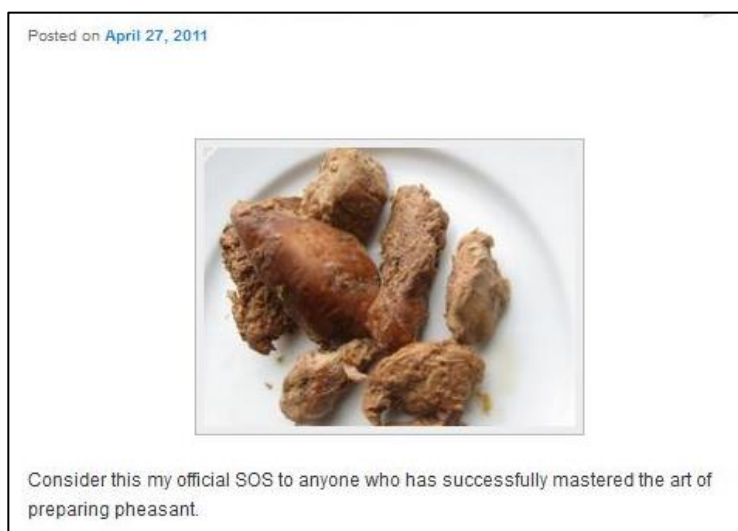 Posted on April 27, 2011
Consider this my official SOS to anyone who has successfully mastered the art of
preparing pheasant.